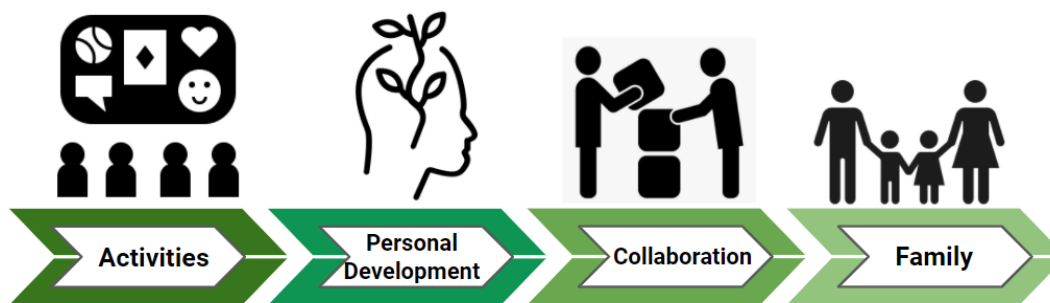 Activities
Personal
Development
Collaboration
Family